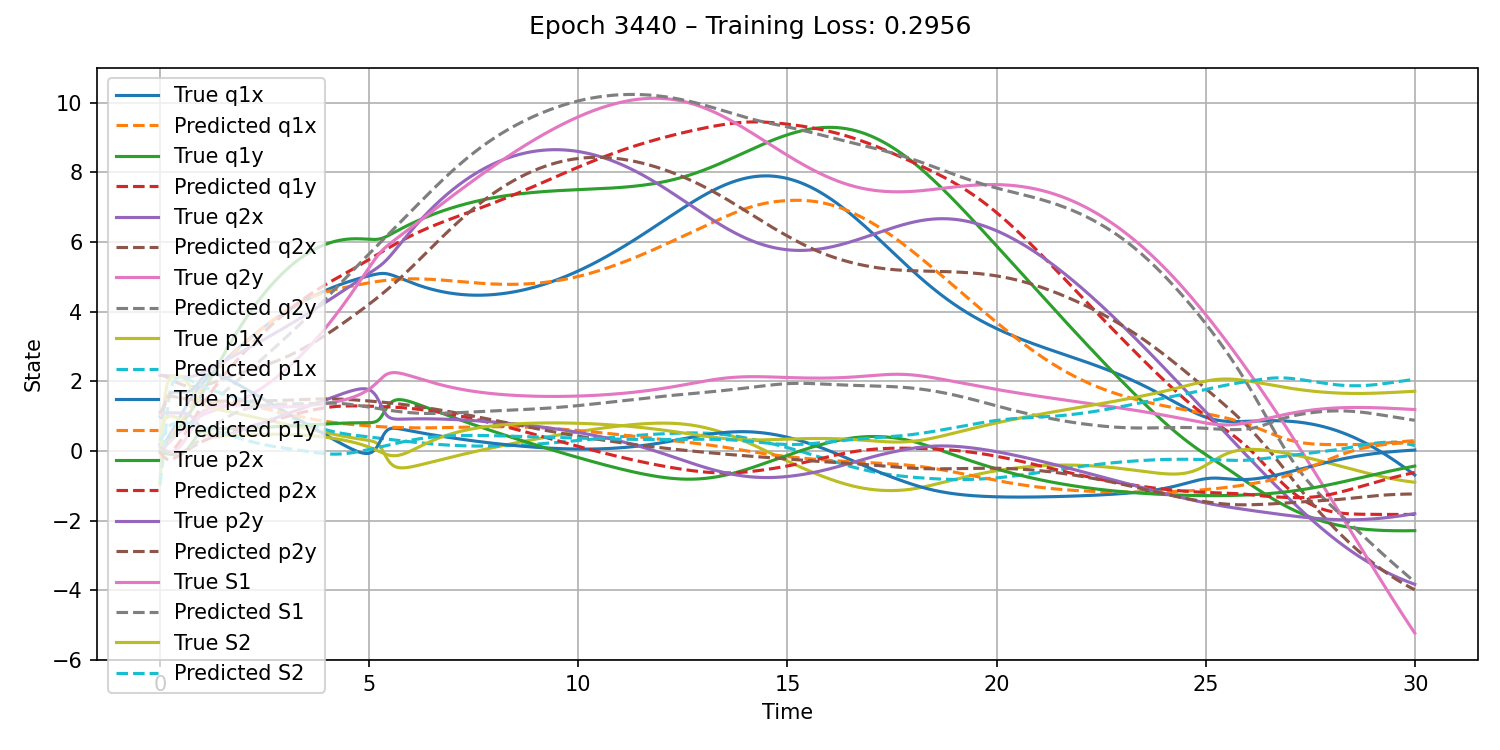 Epoch 3440 – Training Loss: 0.2956
State
10
8
6
4
2
0
−2
−4
−6
True q1x
Predicted q1x
True q1y
Predicted q1y
True q2x
Predicted q2x
True q2y
Predicted q2y
True p1x
Predicted p1x
True p1y
Predicted p1y
True p2x
Predicted p2x
True p2y
Predicted p2y
True S1
Predicted S1
True S2
Predicted S2
0 5 10 15 20 25 30
Time